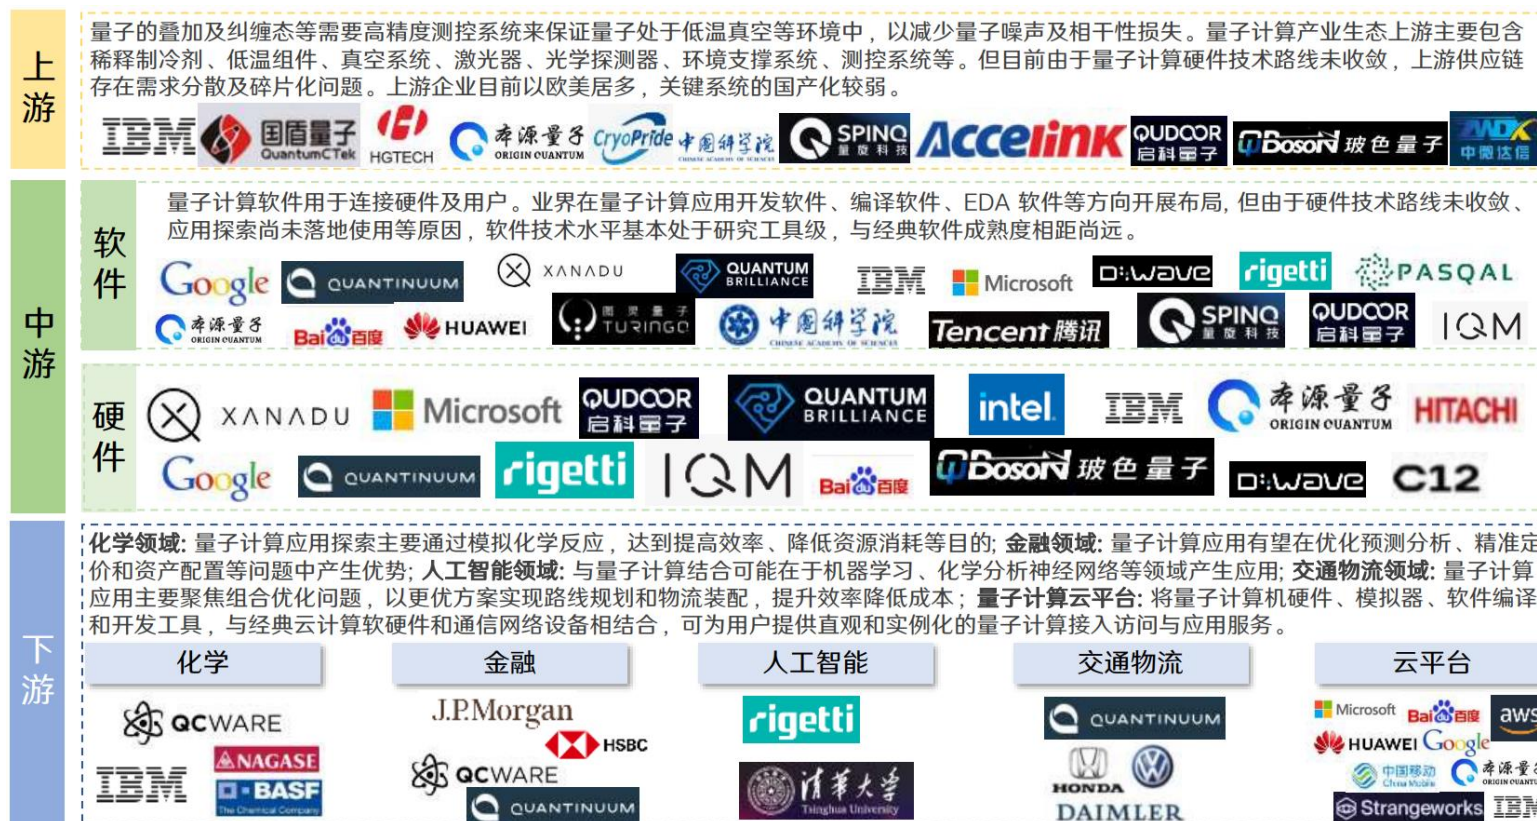 上游
量子的叠加及纠缠态等需要高精度测控系统来保证量子处于低温真空等环境中，以减少量子噪声及相干性损失。量子计算产业生态上游主要包含
稀释制冷剂、低温组件、真空系统、激光器、光学探测器、环境支撑系统、测控系统等。但目前由于量子计算硬件技术路线未收敛，上游供应链
存在需求分散及碎片化问题。上游企业目前以欧美居多，关键系统的国产化较弱。
IBM 国盾量子 QuantumCTek HGTECH 本源量子 ORIGIN QUANTUM CryoPride 中国科学院 CHINESE ACADEMY OF SCIENCES SPINQ 量旋科技 Accelink QUDOOR 启科量子 QBosoN 玻色量子 ZWDX 中微达信
中游
软件
量子计算软件用于连接硬件及用户。业界在量子计算应用开发软件、编译软件、EDA 软件等方向开展布局, 但由于硬件技术路线未收敛、
应用探索尚未落地使用等原因，软件技术水平基本处于研究工具级，与经典软件成熟度相距尚远。
Google QUANTINUUM XANADU QUANTUM BRILLIANCE IBM Microsoft D:wave rigetti PASQAL
本源量子 ORIGIN QUANTUM Bai百度 HUAWEI 图灵量子 TURINGQ 中国科学院 CHINESE ACADEMY OF SCIENCES Tencent 腾讯 SPINQ 量旋科技 QUDOOR 启科量子 IQM
硬件
XANADU Microsoft QUDOOR 启科量子 QUANTUM BRILLIANCE intel. IBM 本源量子 ORIGIN QUANTUM HITACHI
Google QUANTINUUM rigetti IQM Bai百度 QBosoN 玻色量子 D:wave C12
下游
化学领域: 量子计算应用探索主要通过模拟化学反应，达到提高效率、降低资源消耗等目的; 金融领域: 量子计算应用有望在优化预测分析、精准定
价和资产配置等问题中产生优势; 人工智能领域: 与量子计算结合可能在于机器学习、化学分析神经网络等领域产生应用; 交通物流领域: 量子计算
应用主要聚焦组合优化问题，以更优方案实现路线规划和物流装配，提升效率降低成本；量子计算云平台: 将量子计算机硬件、模拟器、软件编译
和开发工具，与经典云计算软硬件和通信网络设备相结合，可为用户提供直观和实例化的量子计算接入访问与应用服务。
化学 金融 人工智能 交通物流 云平台
QCWARE
IBM NAGASE
BASF
The Chemical Company
J.P.Morgan
HSBC
QCWARE
QUANTINUUM
rigetti
清华大学
Tsinghua University
QUANTINUUM
HONDA
DAIMLER
Microsoft Bai百度 aws
HUAWEI Google
中国移动 China Mobile 本源量子 ORIGIN QUANTUM
Strangeworks IBM